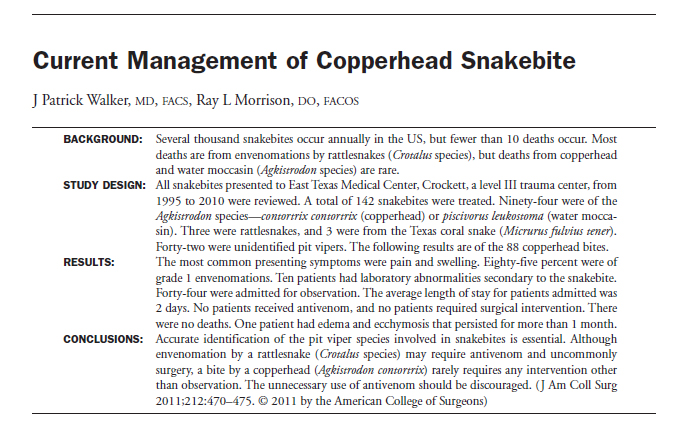 Current Management of Copperhead Snakebite
J Patrick Walker, MD, FACS, Ray L Morrison, DO, FACOS
BACKGROUND: Several thousand snakebites occur annually in the US, but fewer than 10 deaths occur. Most
deaths are from envenomations by rattlesnakes (Crosalus species), but deaths from copperhead
and water moccasin (Agkisrrodon species) are rare.
STUDY DESIGN: All snakebites presented to East Texas Medical Center, Crockett, a level III trauma center, from
1995 to 2010 were reviewed. A total of 142 snakebites were treated. Ninety-four were of the
Agkisrrodon species—consorrrix consorrrix (copperhead) or piscivorus leukossoma (water mocca-
sin). Three were rattlesnakes, and 3 were from the Texas coral snake (Micrurus fulvius sener).
Forty-two were unidentified pit vipers. The following results are of the 88 copperhead bites.
RESULTS: The most common presenting symptoms were pain and swelling. Eighty-five percent were of
grade 1 envenomations. Ten patients had laboratory abnormalities secondary to the snakebite.
Forty-four were admitted for observation. The average length of stay for patients admitted was
2 days. No patients received antivenom, and no patients required surgical intervention. There
were no deaths. One patient had edema and ecchymosis that persisted for more than 1 month.
CONCLUSIONS: Accurate identification of the pit viper species involved in snakebites is essential. Although
envenomation by a rattlesnake (Crosalus species) may require antivenom and uncommonly
surgery, a bite by a copperhead (Agkisrrodon consorrrix) rarely requires any intervention other
than observation. The unnecessary use of antivenom should be discouraged. (J Am Coll Surg
2011;212:470–475. © 2011 by the American College of Surgeons)